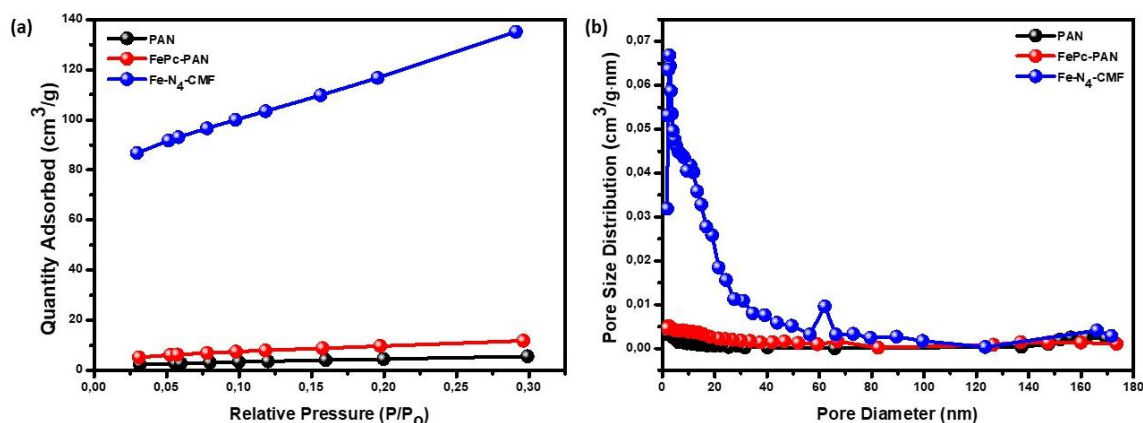 (a)
PAN
FePc-PAN
Fe-N₄-CMF
Quantity Adsorbed (cm³/g)
140
120
100
80
60
40
20
0
0,00 0,05 0,10 0,15 0,20 0,25 0,30
Relative Pressure (P/P₀)
(b)
PAN
FePc-PAN
Fe-N₄-CMF
Pore Size Distribution (cm³/g·nm)
0,07
0,06
0,05
0,04
0,03
0,02
0,01
0,00
0 20 40 60 80 100 120 140 160 180
Pore Diameter (nm)